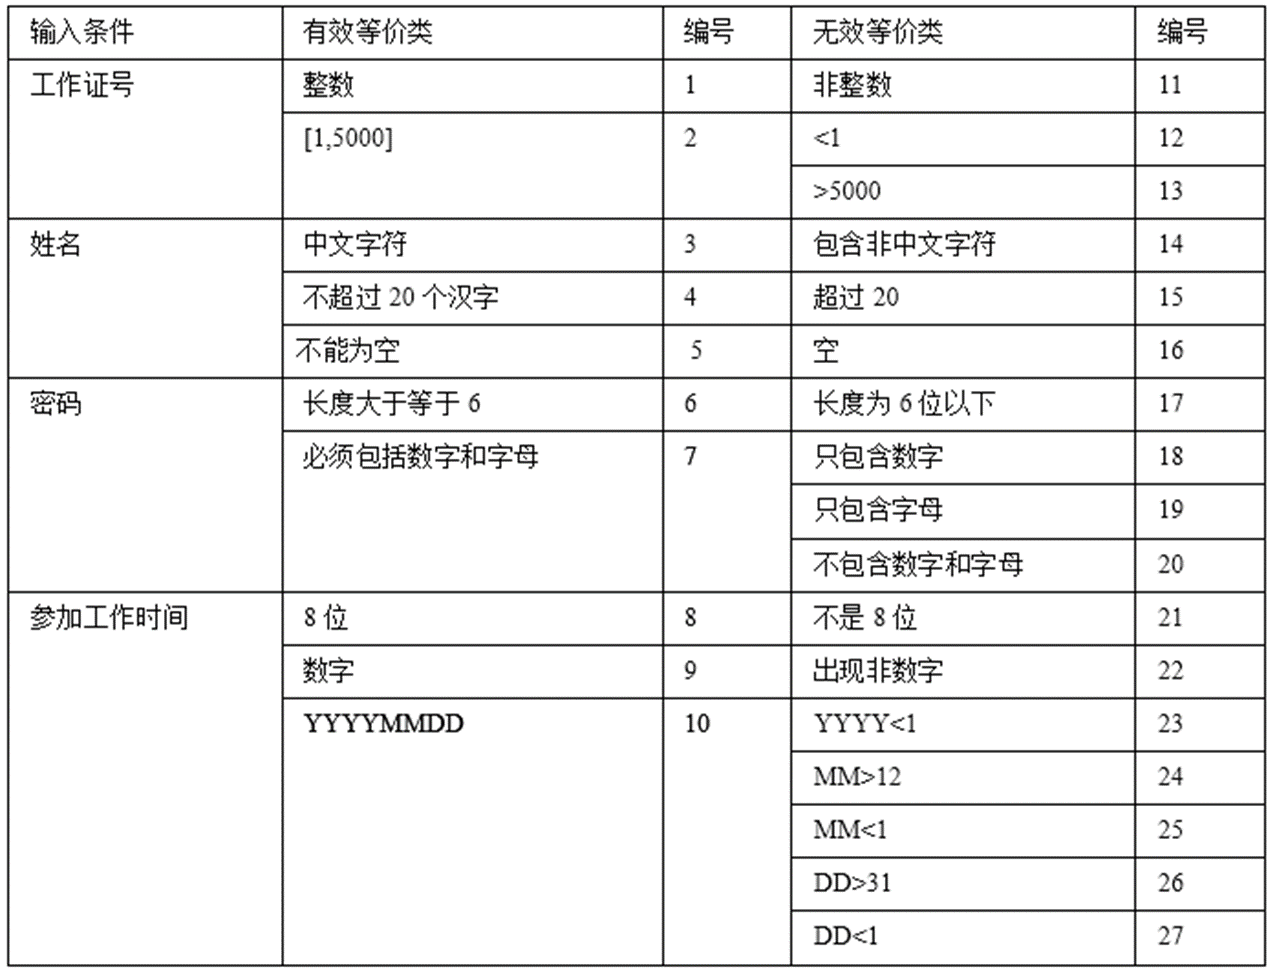 输入条件 有效等价类 编号 无效等价类 编号
工作证号 整数 1 非整数 11
[1,5000] 2 <1 12
>5000 13
姓名 中文字符 3 包含非中文字符 14
不超过 20 个汉字 4 超过 20 15
不能为空 5 空 16
密码 长度大于等于 6 6 长度为 6 位以下 17
必须包括数字和字母 7 只包含数字 18
只包含字母 19
不包含数字和字母 20
参加工作时间 8 位 8 不是 8 位 21
数字 9 出现非数字 22
YYYYMMDD 10 YYYY<1 23
MM>12 24
MM<1 25
DD>31 26
DD<1 27